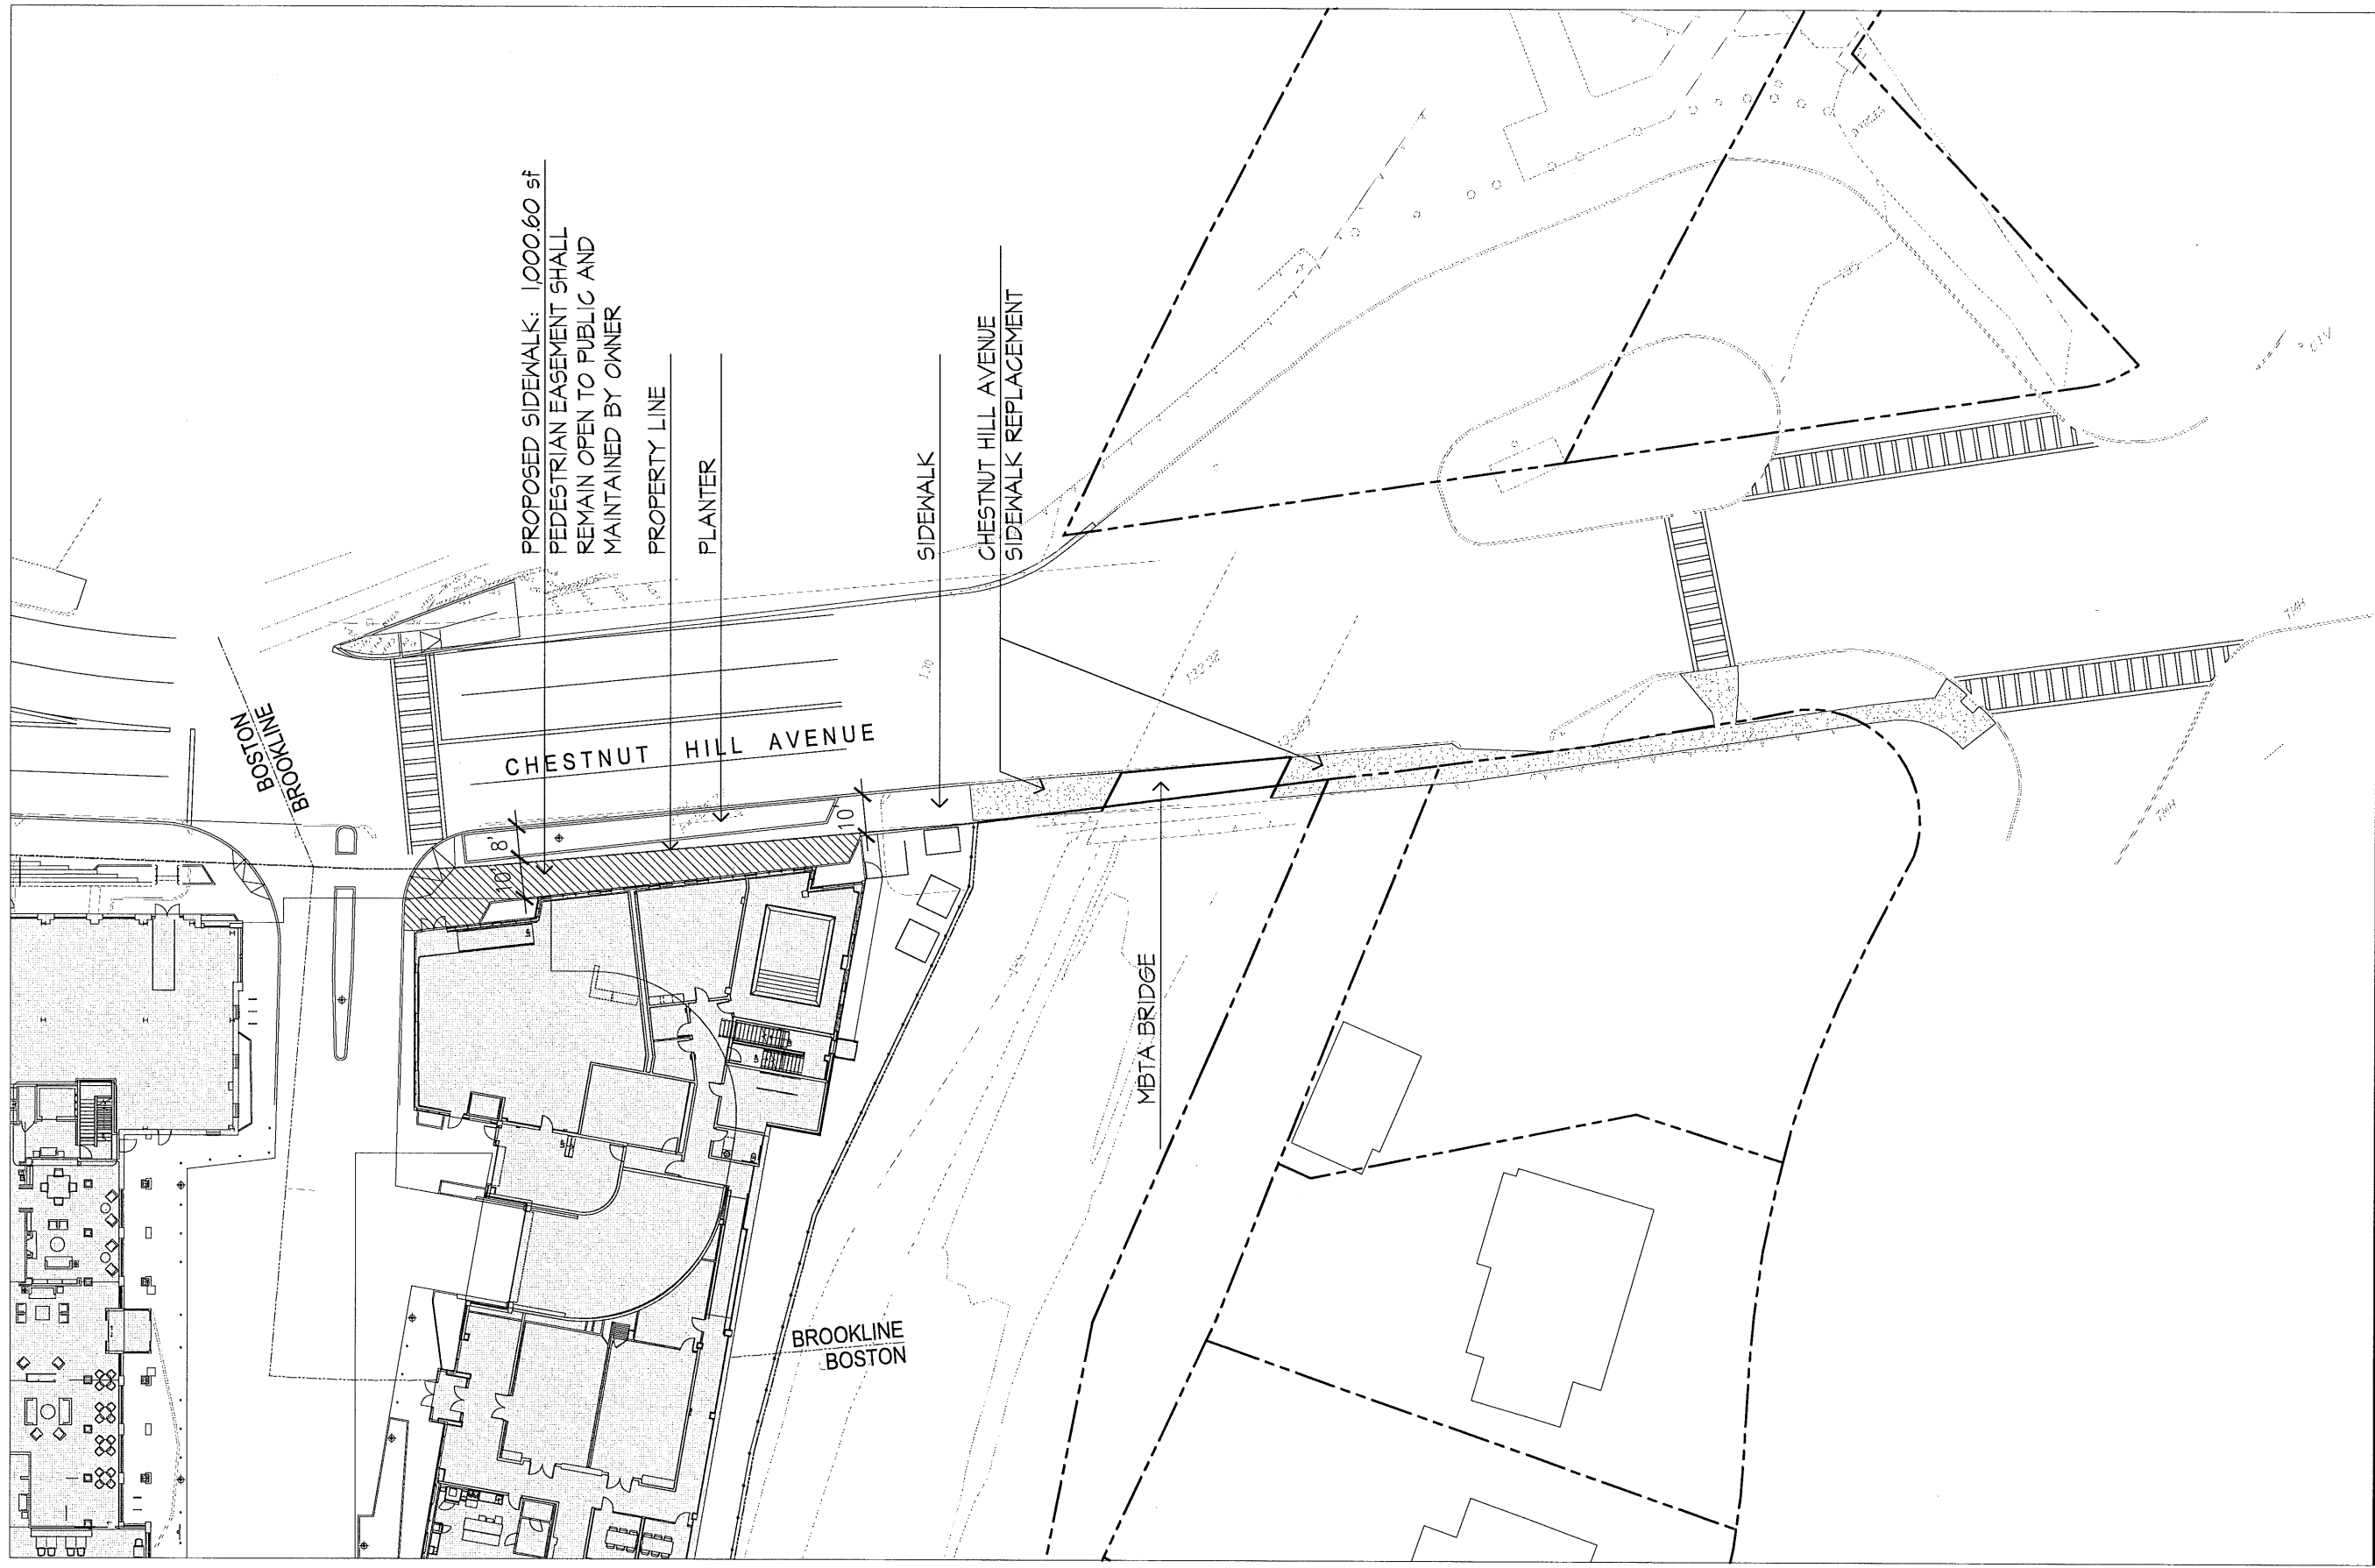 PROPOSED SIDEWALK: 1,000.60 sf
PEDESTRIAN EASEMENT SHALL
REMAIN OPEN TO PUBLIC AND
MAINTAINED BY OWNER
PROPERTY LINE
PLANTER
SIDEWALK
CHESTNUT HILL AVENUE
SIDEWALK REPLACEMENT
BOSTON
BROOKLINE
CHESTNUT HILL AVENUE
8'
10'
10'
MBTA BRIDGE
BROOKLINE
BOSTON